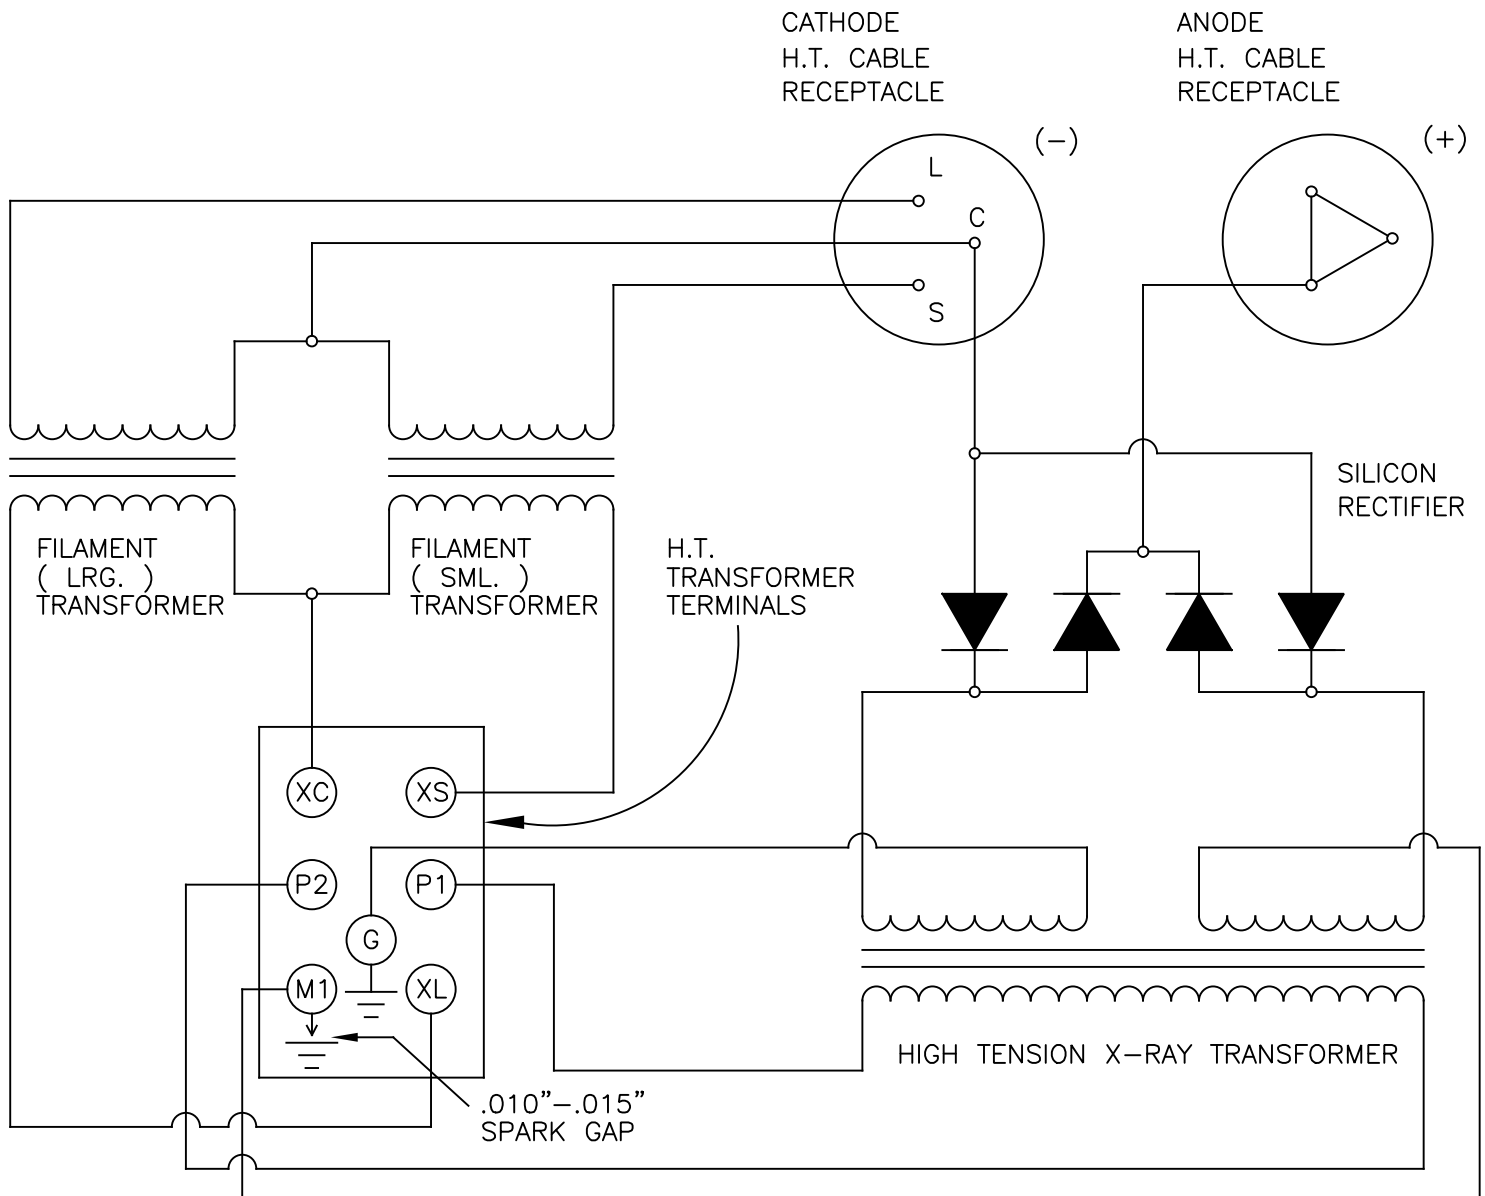 CATHODE
H.T. CABLE
RECEPTACLE
ANODE
H.T. CABLE
RECEPTACLE
(-)
(+)
L
C
S
SILICON
RECTIFIER
FILAMENT
( LRG. )
TRANSFORMER
FILAMENT
( SML. )
TRANSFORMER
H.T.
TRANSFORMER
TERMINALS
XC
XS
P2
P1
G
M1
XL
HIGH TENSION X-RAY TRANSFORMER
.010"-.015"
SPARK GAP